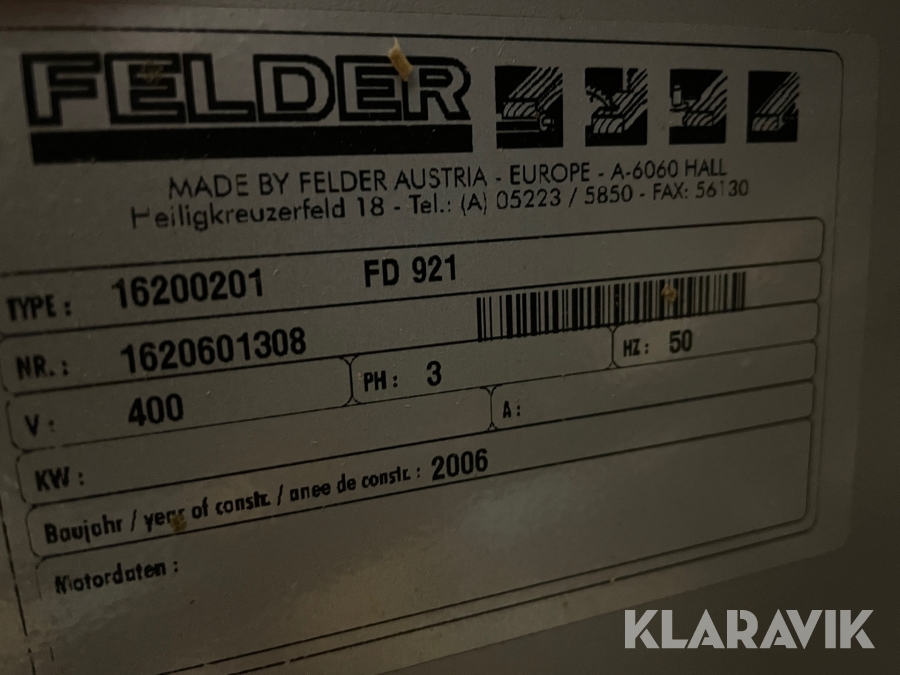 FELDER
MADE BY FELDER AUSTRIA - EUROPE - A-6060 HALL
Heiligkreuzerfeld 18 - Tel.: (A) 05223 / 5850 - FAX: 56130
TYPE: 16200201 FD 921
NR.: 1620601308
V: 400 PH: 3 HZ: 50
KW: A:
Baujahr / year of constr. / anee de constr. : 2006
Motordaten :
KLARAVIK